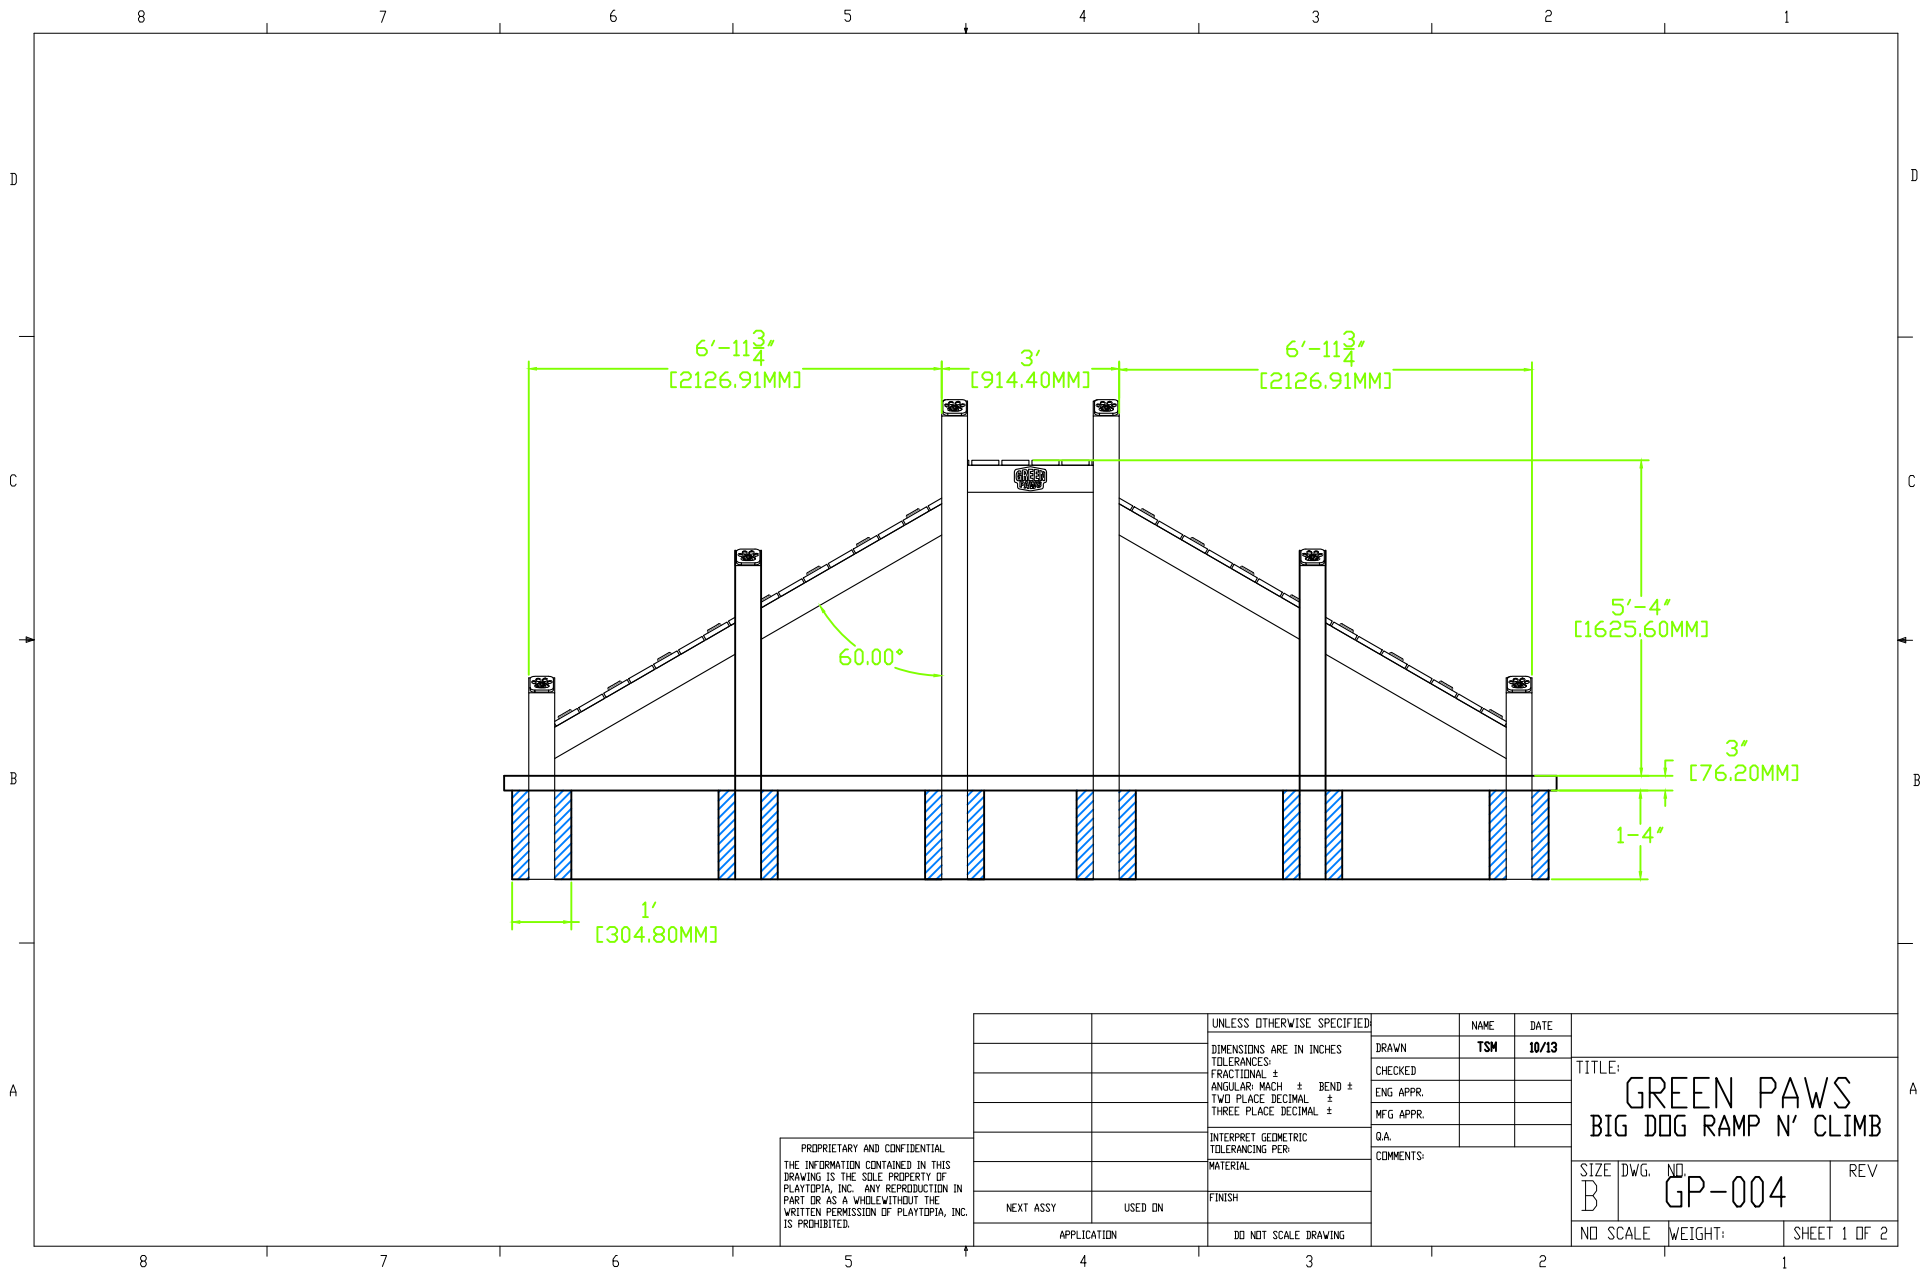 8 7 6 5 4 3 2 1
D D
6'-11 3/4" 3' 6'-11 3/4"
[2126.91MM] [914.40MM] [2126.91MM]
GREEN
PAWS
C C
5'-4"
[1625.60MM]
60.00°
3"
[76.20MM]
B B
1-4"
1'
[304.80MM]
A A
UNLESS OTHERWISE SPECIFIED:
DIMENSIONS ARE IN INCHES
TOLERANCES:
FRACTIONAL ±
ANGULAR: MACH ± BEND ±
TWO PLACE DECIMAL ±
THREE PLACE DECIMAL ±
INTERPRET GEOMETRIC
TOLERANCING PER:
MATERIAL
FINISH
DO NOT SCALE DRAWING
NAME DATE
DRAWN TSM 10/13
CHECKED
ENG APPR.
MFG APPR.
Q.A.
COMMENTS:
TITLE:
GREEN PAWS
BIG DOG RAMP N' CLIMB
SIZE DWG. NO. REV
B GP-004
NO SCALE WEIGHT: SHEET 1 OF 2
PROPRIETARY AND CONFIDENTIAL
THE INFORMATION CONTAINED IN THIS
DRAWING IS THE SOLE PROPERTY OF
PLAYTOPIA, INC. ANY REPRODUCTION IN
PART OR AS A WHOLEWITHOUT THE
WRITTEN PERMISSION OF PLAYTOPIA, INC.
IS PROHIBITED.
NEXT ASSY USED ON
APPLICATION
8 7 6 5 4 3 2 1